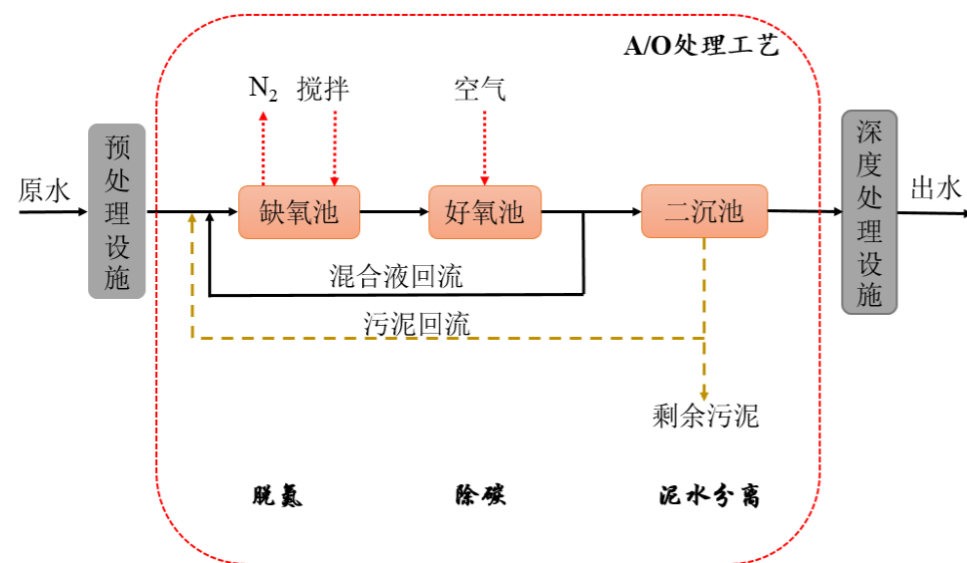 A/O处理工艺
N2 搅拌 空气
原水
预处理设施
缺氧池
好氧池
二沉池
深度处理设施
出水
混合液回流
污泥回流
剩余污泥
脱氮 除碳 泥水分离